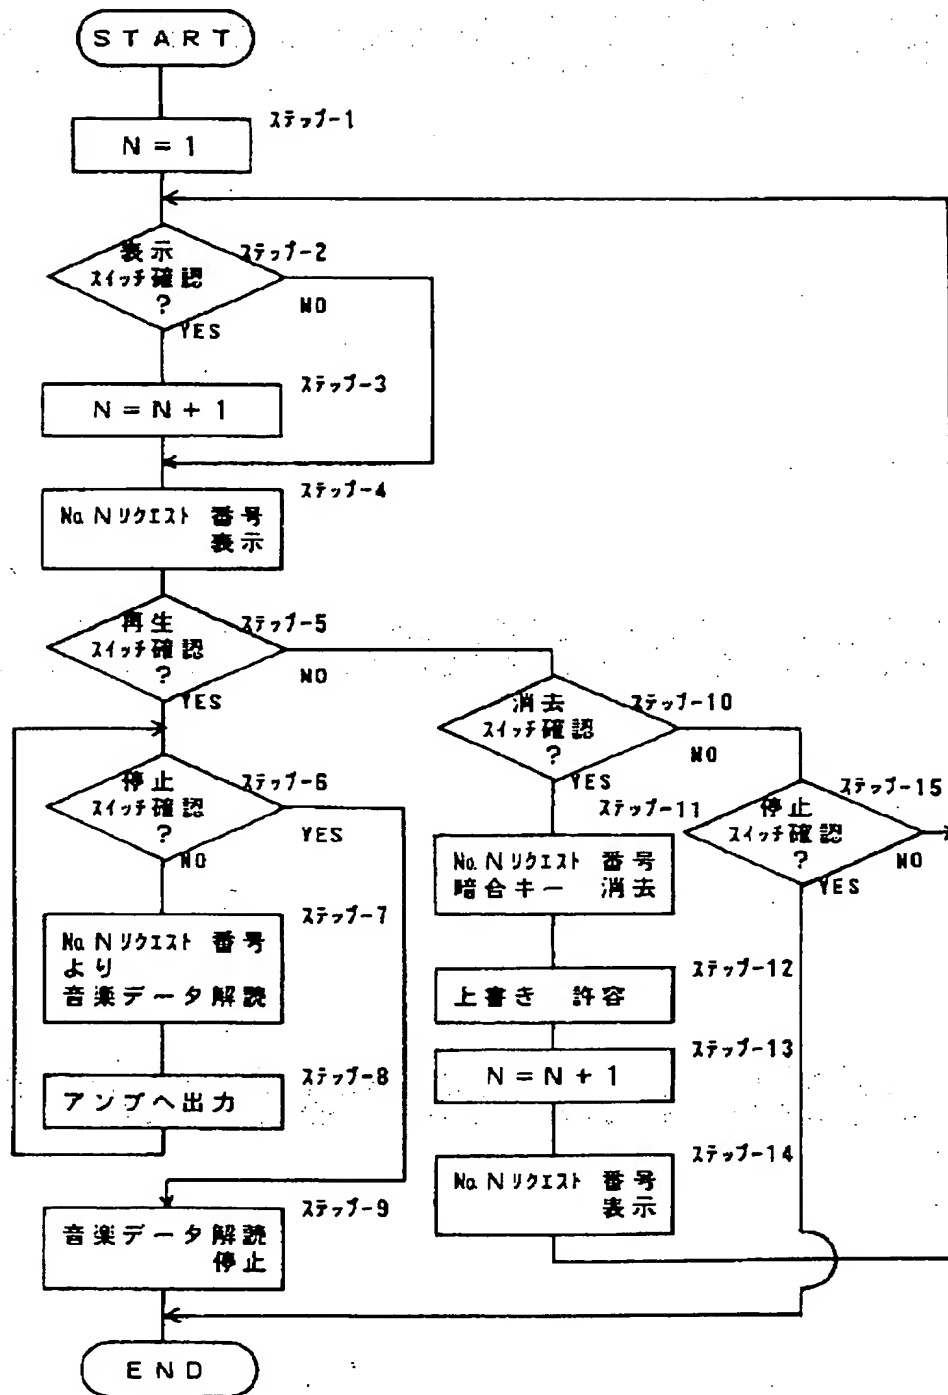 START
ステップ-1
N = 1
表示
スイッチ確認
?
ステップ-2
NO
YES
ステップ-3
N = N + 1
ステップ-4
No. N リクエスト 番号
表示
再生
スイッチ確認
?
ステップ-5
NO
YES
停止
スイッチ確認
?
ステップ-6
YES
NO
ステップ-7
No. N リクエスト 番号
より
音楽データ解読
ステップ-8
アンプへ出力
ステップ-9
音楽データ解読
停止
END
消去
スイッチ確認
?
ステップ-10
NO
YES
ステップ-11
No. N リクエスト 番号
暗合キー 消去
ステップ-12
上書き 許容
ステップ-13
N = N + 1
ステップ-14
No. N リクエスト 番号
表示
ステップ-15
停止
スイッチ確認
?
NO
YES